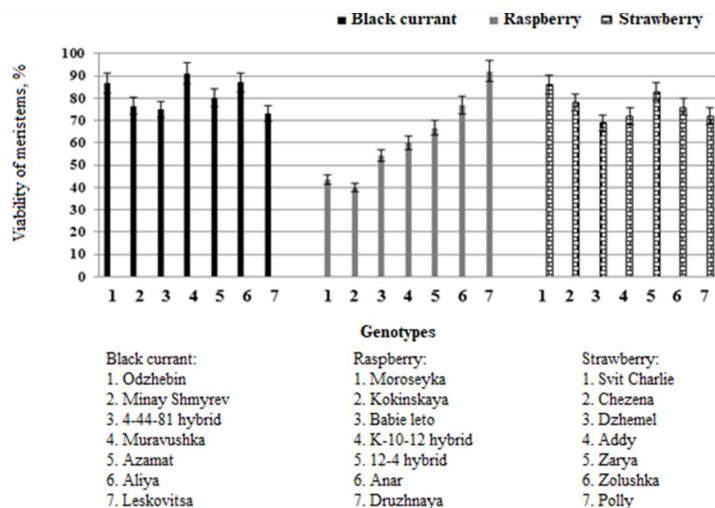 Black currant Raspberry Strawberry
Viability of meristems, %
100
90
80
70
60
50
40
30
20
10
0
1 2 3 4 5 6 7 1 2 3 4 5 6 7 1 2 3 4 5 6 7
Genotypes
Black currant:
1. Odzhebin
2. Minay Shmyrev
3. 4-44-81 hybrid
4. Muravushka
5. Azamat
6. Aliya
7. Leskovitsa
Raspberry:
1. Moroseyka
2. Kokinskaya
3. Babie leto
4. K-10-12 hybrid
5. 12-4 hybrid
6. Anar
7. Druzhnaya
Strawberry:
1. Svit Charlie
2. Chezena
3. Dzhemel
4. Addy
5. Zarya
6. Zolushka
7. Polly